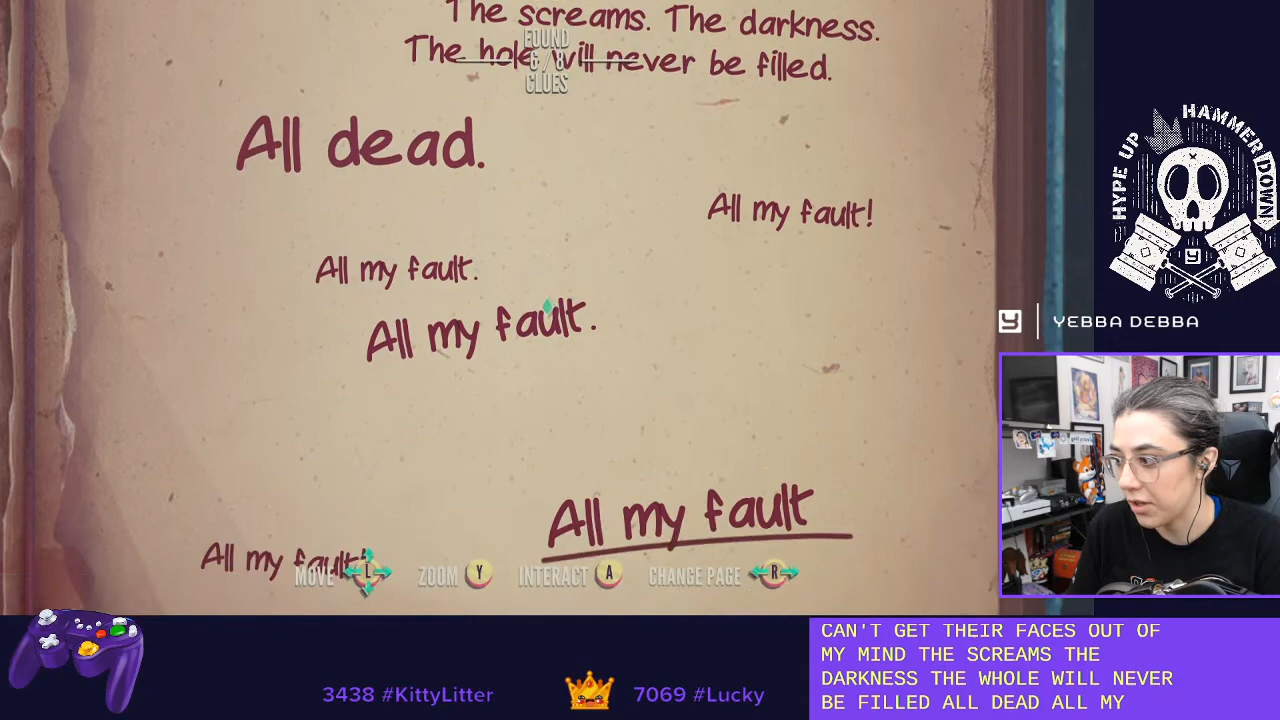 The screams. The darkness.
The hole will never be filled.
FOUND
6 / 8
CLUES
All dead.
All my fault!
All my fault.
All my fault.
All my fault
All my fault!
MOVE L ZOOM Y INTERACT A CHANGE PAGE R
HYPE UP HAMMER DOWN
YEBBA DEBBA
3438 #KittyLitter
7069 #Lucky
CAN'T GET THEIR FACES OUT OF
MY MIND THE SCREAMS THE
DARKNESS THE WHOLE WILL NEVER
BE FILLED ALL DEAD ALL MY